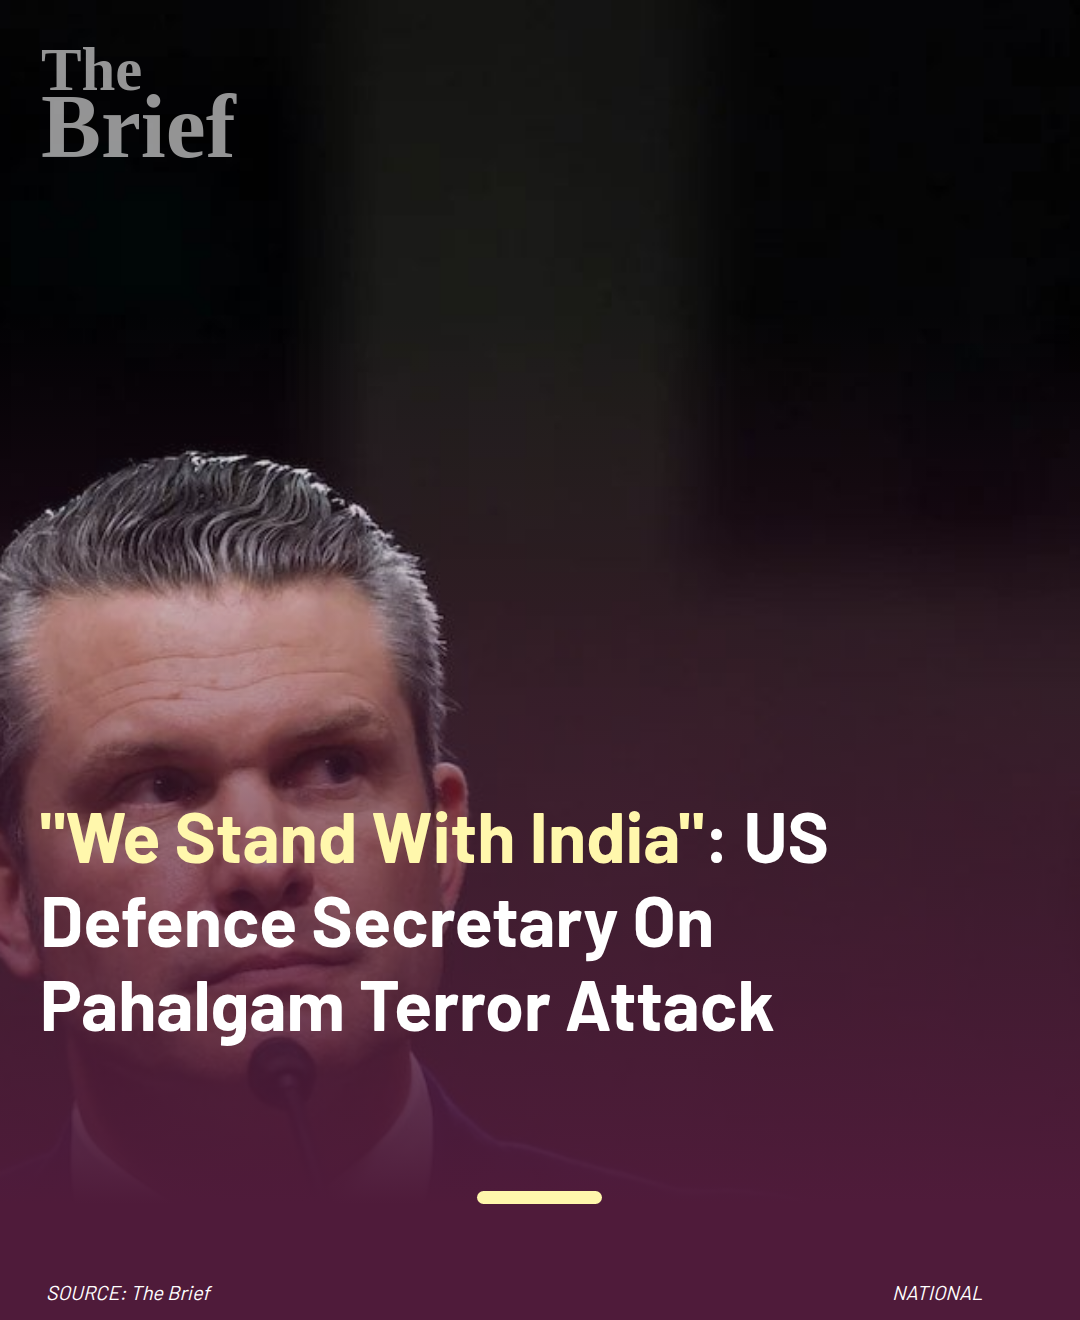 The
Brief
"We Stand With India": US
Defence Secretary On
Pahalgam Terror Attack
SOURCE: The Brief
NATIONAL